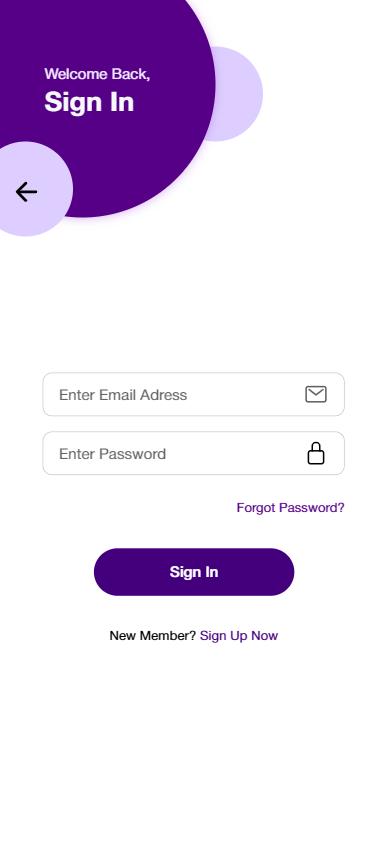 Welcome Back,
Sign In
Enter Email Adress
Enter Password
Forgot Password?
Sign In
New Member? Sign Up Now